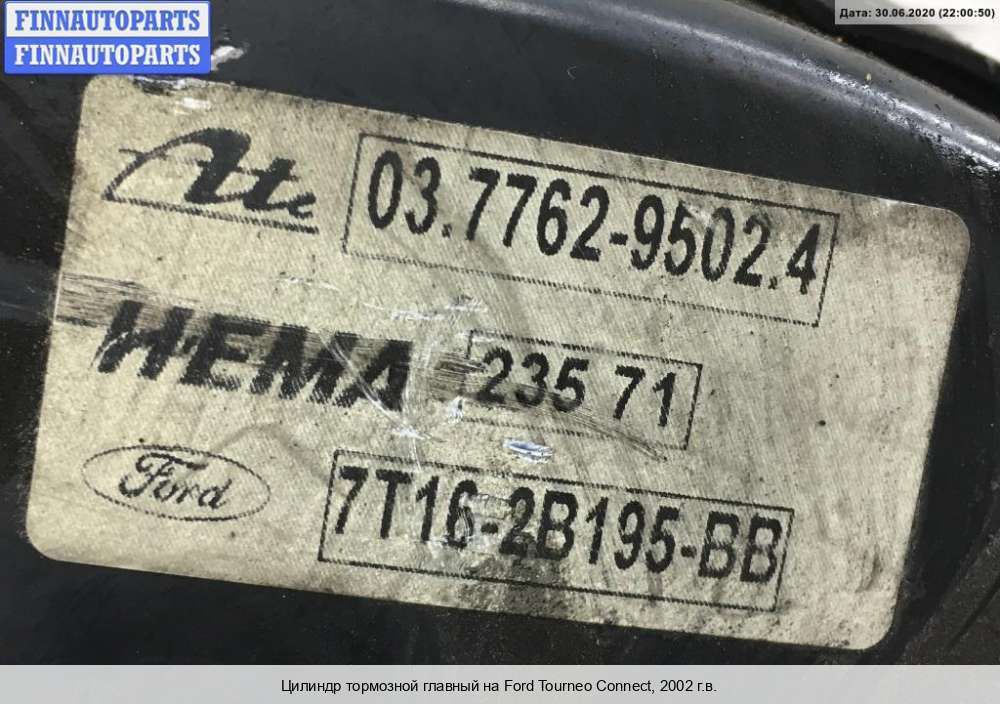 FINNAUTOPARTS
FINNAUTOPARTS
Дата: 30.06.2020 (22:00:50)
Ate 03.7762-9502.4
HEMA 235 71
Ford 7T16-2B195-BB
Цилиндр тормозной главный на Ford Tourneo Connect, 2002 г.в.